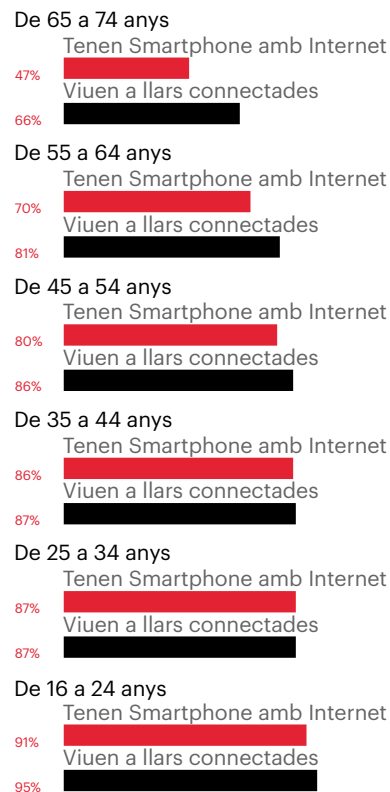 De 65 a 74 anys
Tenen Smartphone amb Internet
47%
Viuen a llars connectades
66%
De 55 a 64 anys
Tenen Smartphone amb Internet
70%
Viuen a llars connectades
81%
De 45 a 54 anys
Tenen Smartphone amb Internet
80%
Viuen a llars connectades
86%
De 35 a 44 anys
Tenen Smartphone amb Internet
86%
Viuen a llars connectades
87%
De 25 a 34 anys
Tenen Smartphone amb Internet
87%
Viuen a llars connectades
87%
De 16 a 24 anys
Tenen Smartphone amb Internet
91%
Viuen a llars connectades
95%